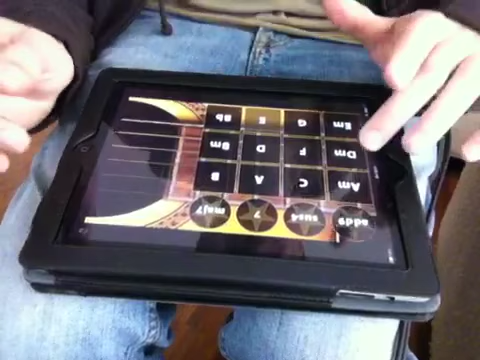 add9 sus4 7 maj7
Am C A B
Dm F D Bm
Em G E Bb